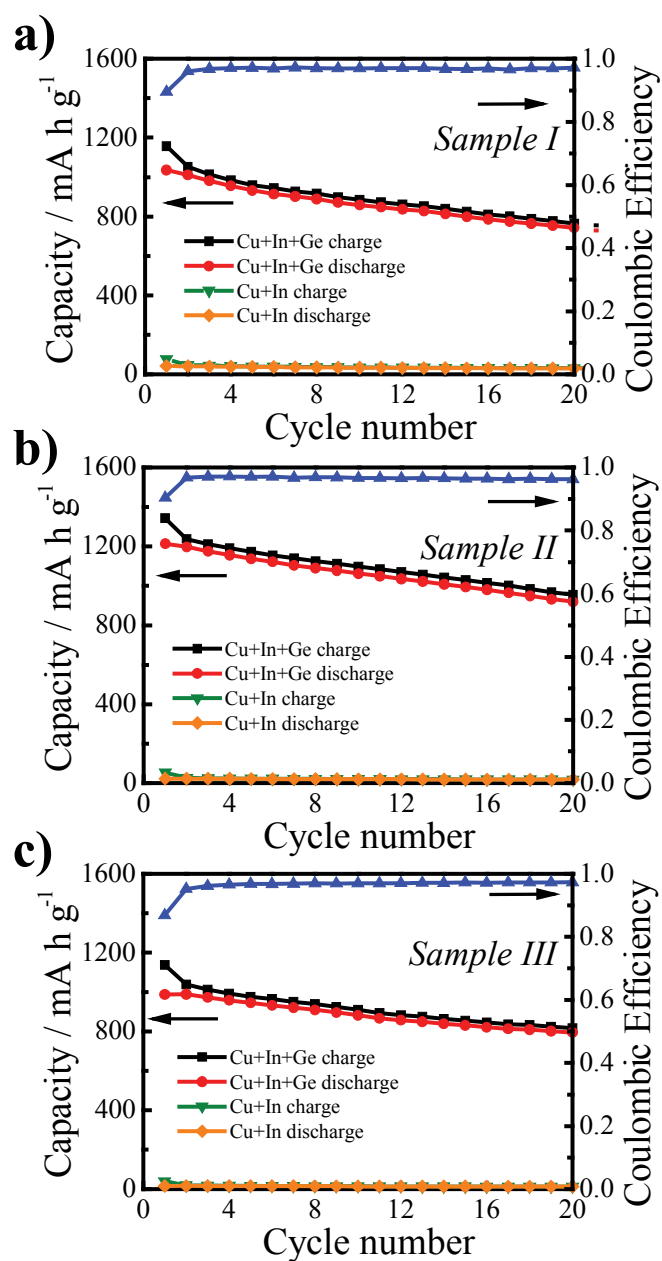 a)
1600
1200
800
400
0
Capacity / mA h g⁻¹
1.0
0.8
0.6
0.4
0.2
0.0
Coulombic Efficiency
Sample I
Cu+In+Ge charge
Cu+In+Ge discharge
Cu+In charge
Cu+In discharge
0 4 8 12 16 20
Cycle number
b)
1600
1200
800
400
0
Capacity / mA h g⁻¹
1.0
0.8
0.6
0.4
0.2
0.0
Coulombic Efficiency
Sample II
Cu+In+Ge charge
Cu+In+Ge discharge
Cu+In charge
Cu+In discharge
0 4 8 12 16 20
Cycle number
c)
1600
1200
800
400
0
Capacity / mA h g⁻¹
1.0
0.8
0.6
0.4
0.2
0.0
Coulombic Efficiency
Sample III
Cu+In+Ge charge
Cu+In+Ge discharge
Cu+In charge
Cu+In discharge
0 4 8 12 16 20
Cycle number